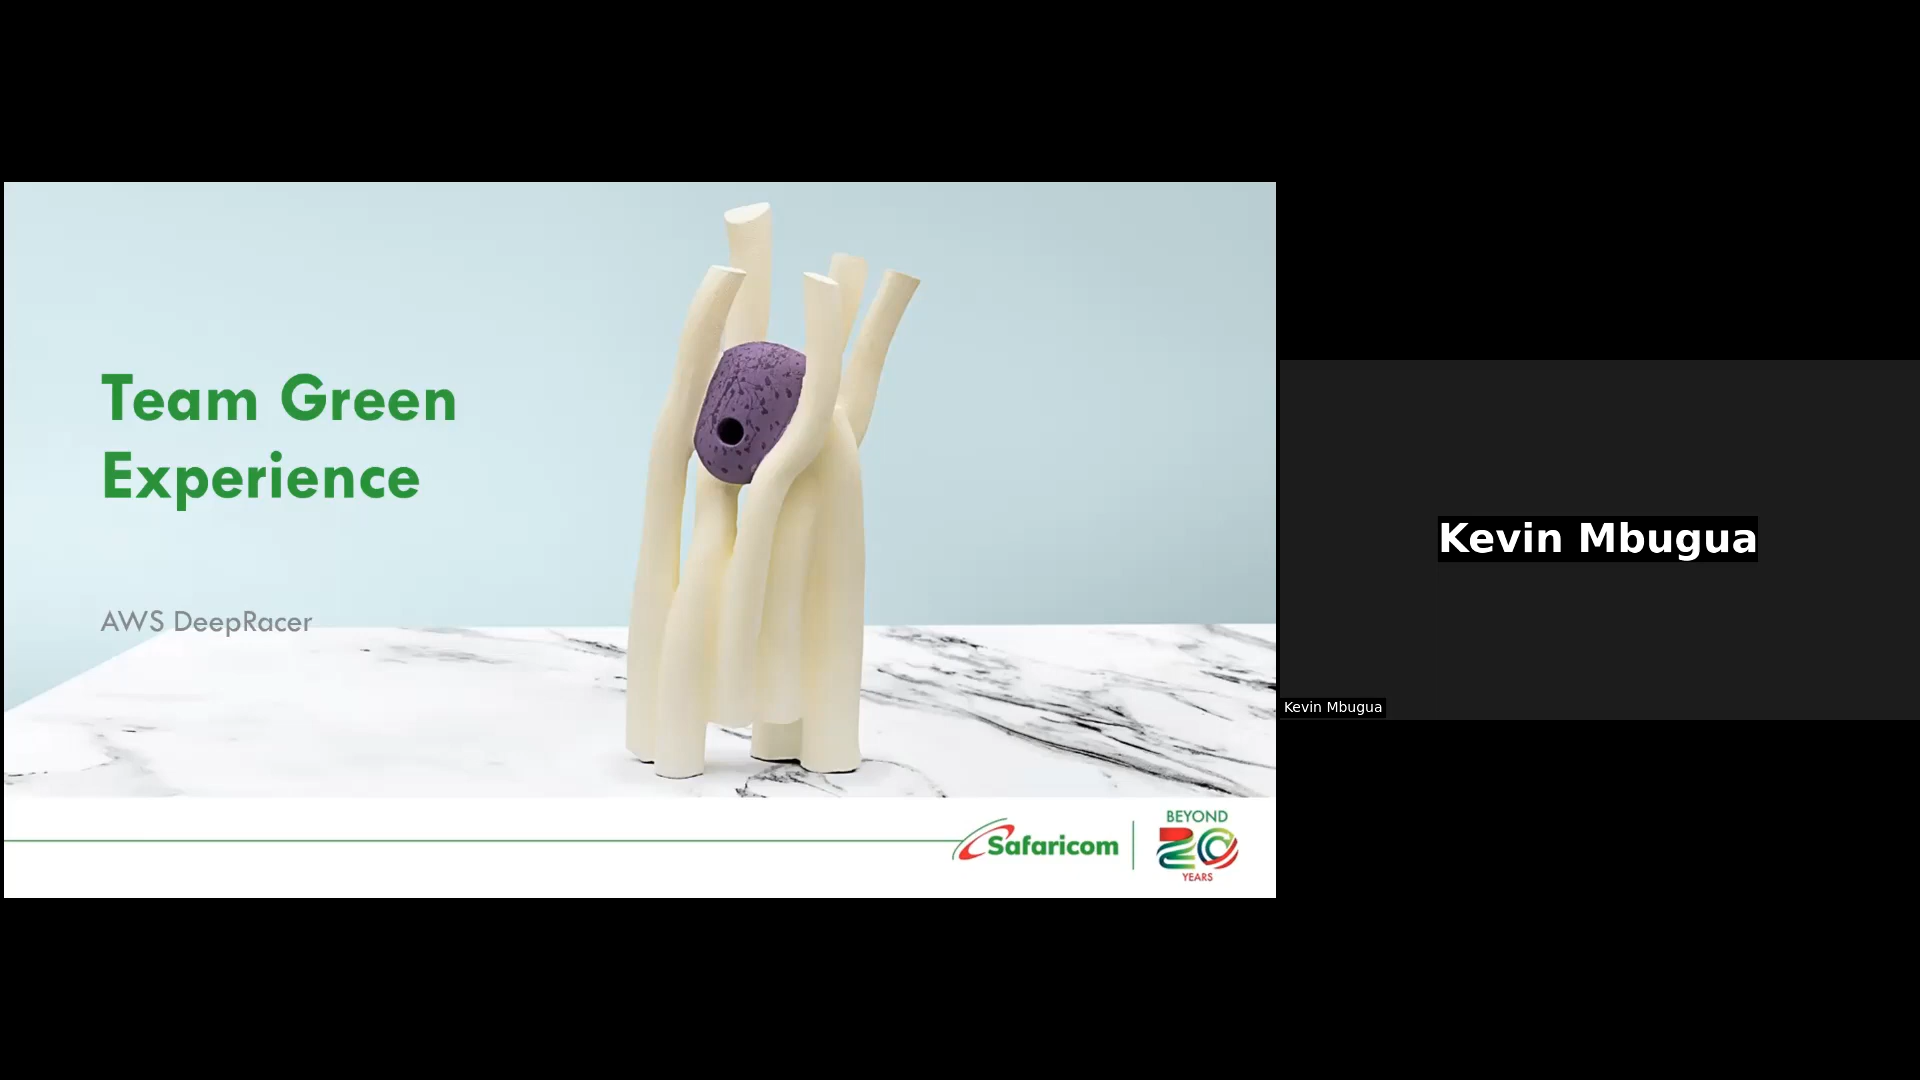 Team Green
Experience
AWS DeepRacer
Safaricom
BEYOND
20
YEARS
Kevin Mbugua
Kevin Mbugua